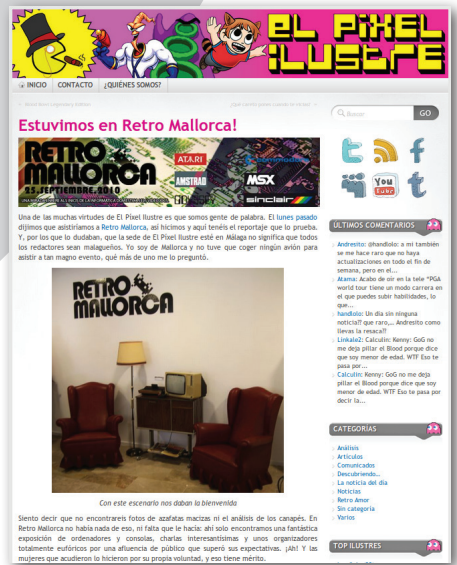 EL PIXEL
ILUSTRE
INICIO CONTACTO ¿QUIÉNES SOMOS?
Buscar GO
Estuvimos en Retro Mallorca!
RETRO
MALLORCA
25.SEPTIEMBRE.2010
ATARI
commodore
AMSTRAD
MSX
sinclair
Una de las muchas virtudes de El Píxel Ilustre es que somos gente de palabra. El lunes pasado
dijimos que asistiríamos a Retro Mallorca, así hicimos y aquí tenéis el reportaje que lo prueba.
Y, por los que lo dudaban, que la sede de El Pixel Ilustre esté en Málaga no significa que todos
los redactores sean malagueños. Yo soy de Mallorca y no tuve que coger ningún avión para
asistir a tan magno evento, qué más de uno me lo preguntó.
RETRO
MALLORCA
Con este escenario nos daban la bienvenida
Siento decir que no encontrareis fotos de azafatas macizas ni el análisis de los canapés. En
Retro Mallorca no había nada de eso, ni falta que le hacía: ahí solo encontramos una fantástica
exposición de ordenadores y consolas, charlas interesantísimas y unos organizadores
totalmente eufóricos por una afluencia de público que superó sus expectativas. ¡Ah! Y las
mujeres que acudieron lo hicieron por su propia voluntad, y eso tiene mérito.
You
Tube
ÚLTIMOS COMENTARIOS
Andresito: @handlolo: a mi también
se me hace raro que no haya
actualizaciones en todo el fin de
semana, pero en el...
Atama: Acabo de oir en la tele "PGA
world tour tiene un modo carrera en
el que puedes subir habilidades, lo
que...
handlolo: Un día sin ninguna
noticia?? que raro,.. Andresito como
llevas la resaca??
Linkale2: Calculin: Kenny: GoG no
me deja pillar el Blood porque dice
que soy menor de edad. WTF Eso te
pasa por...
Calculin: Kenny: GoG no me deja
pillar el Blood porque dice que soy
menor de edad. WTF Eso te pasa por
decir la...
CATEGORÍAS
Análisis
Artículos
Comunicados
Descubriendo...
La noticia del día
Noticias
Retro Amor
Sin categoría
Varios
TOP ILUSTRES